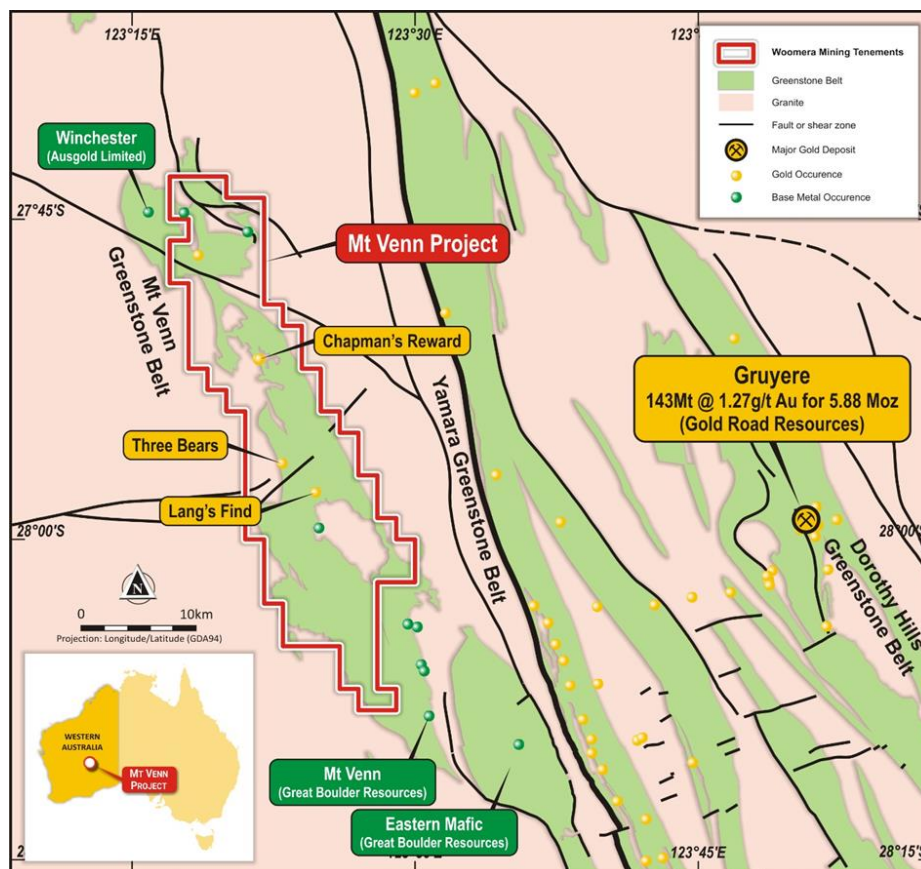 123°15'E
123°30'E
123°
Woomera Mining Tenements
Greenstone Belt
Granite
Fault or shear zone
Major Gold Deposit
Gold Occurence
Base Metal Occurence
Winchester
(Ausgold Limited)
27°45'S
Mt Venn Project
Mt Venn
Greenstone Belt
Chapman's Reward
Yamara Greenstone Belt
Gruyere
143Mt @ 1.27g/t Au for 5.88 Moz
(Gold Road Resources)
Three Bears
Lang's Find
28°00'S
28°00'S
Dorothy Hills
Greenstone Belt
N
0 10km
Projection: Longitude/Latitude (GDA94)
WESTERN
AUSTRALIA
MT VENN
PROJECT
Mt Venn
(Great Boulder Resources)
Eastern Mafic
(Great Boulder Resources)
123°45'E
28°15'S